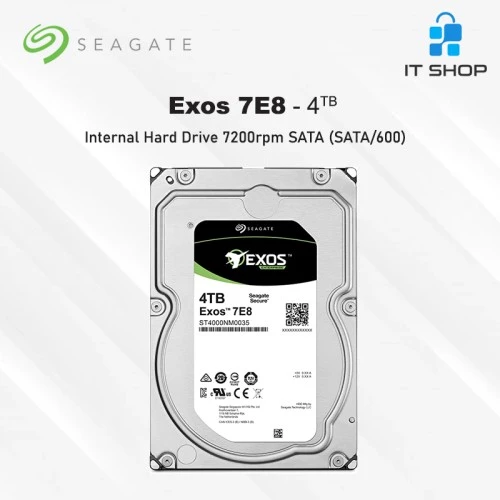 SEAGATE
IT SHOP
Exos 7E8 - 4TB
Internal Hard Drive 7200rpm SATA (SATA/600)
SEAGATE
EXOS
4TB
Seagate
Secure™
Exos™ 7E8
ST4000NM0035